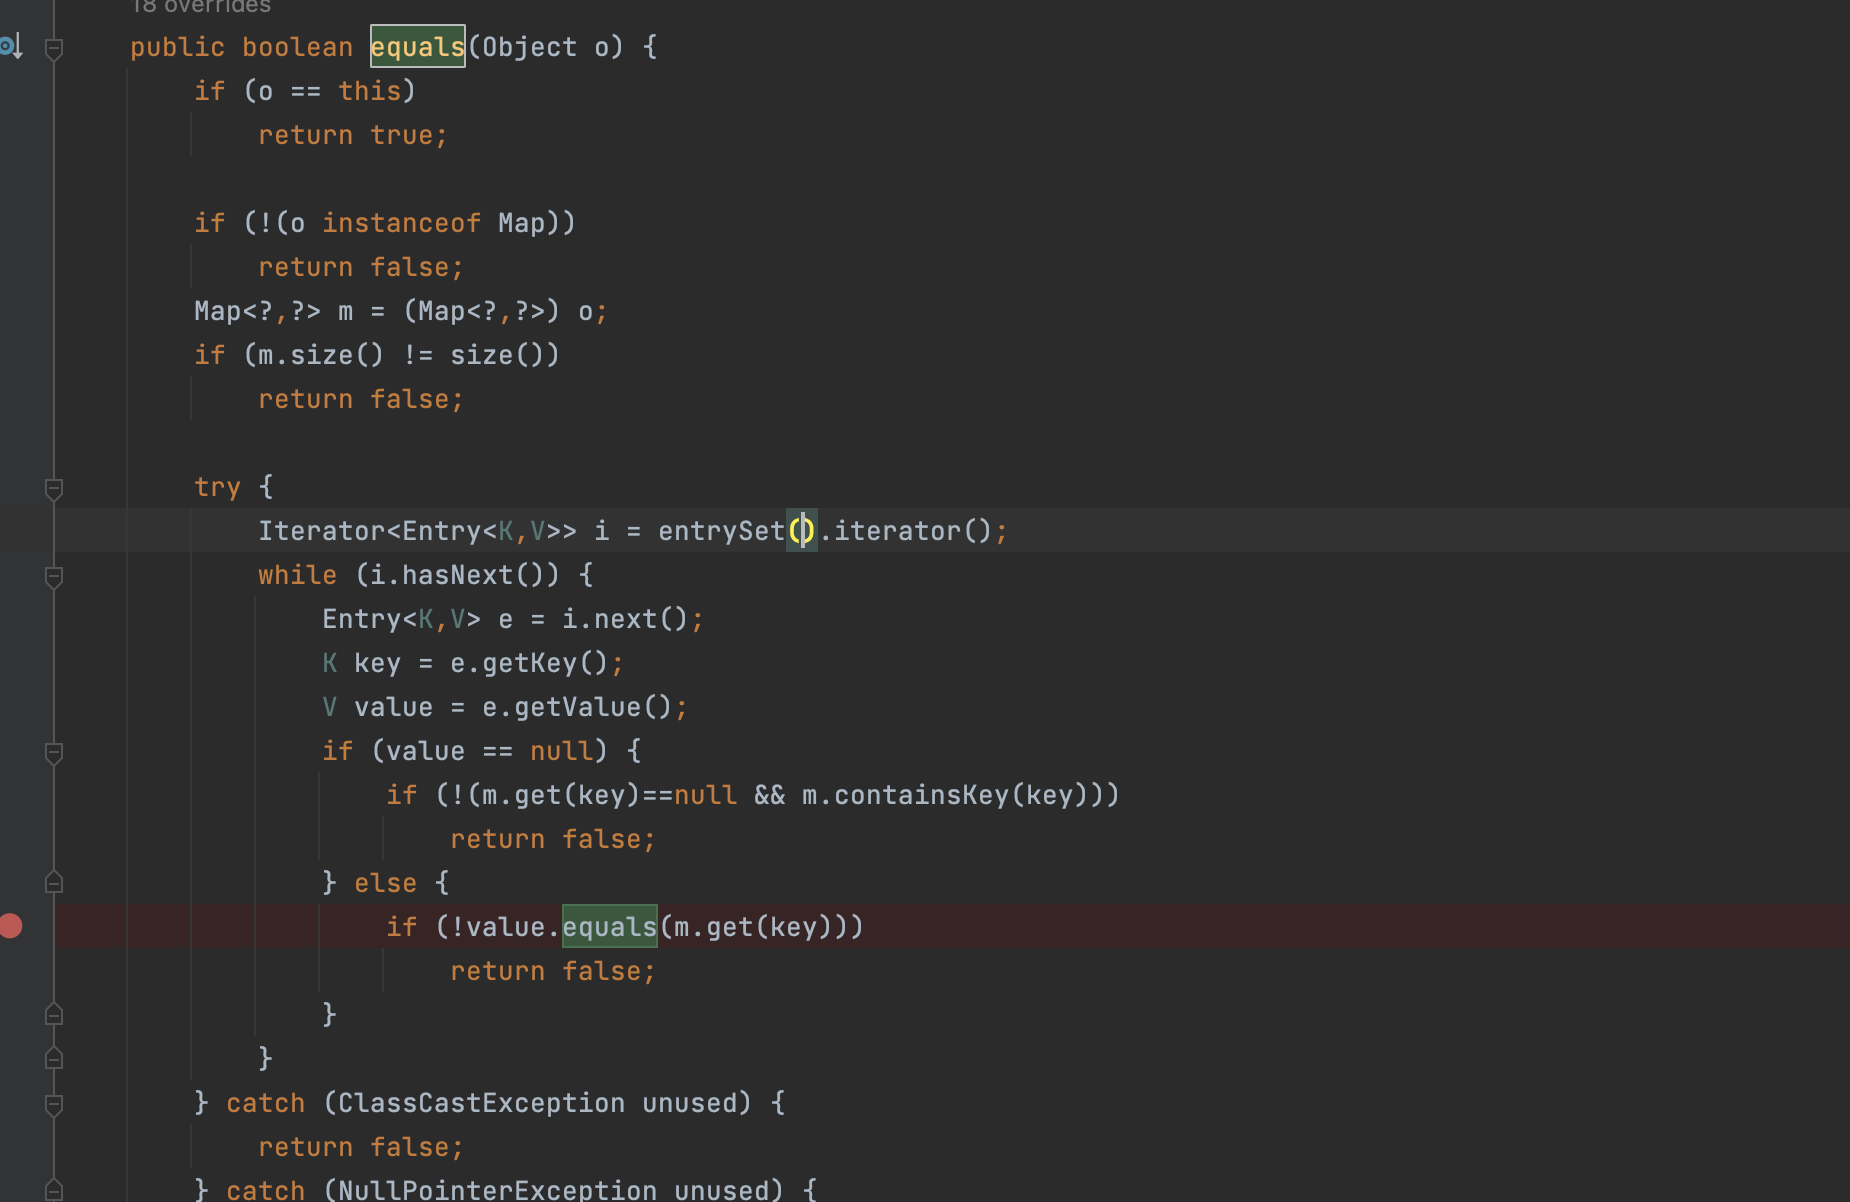 18 overrides
public boolean equals(Object o) {
if (o == this)
return true;
if (!(o instanceof Map))
return false;
Map<?,?> m = (Map<?,?>) o;
if (m.size() != size())
return false;
try {
Iterator<Entry<K,V>> i = entrySet().iterator();
while (i.hasNext()) {
Entry<K,V> e = i.next();
K key = e.getKey();
V value = e.getValue();
if (value == null) {
if (!(m.get(key)==null && m.containsKey(key)))
return false;
} else {
if (!value.equals(m.get(key)))
return false;
}
}
} catch (ClassCastException unused) {
return false;
} catch (NullPointerException unused) {